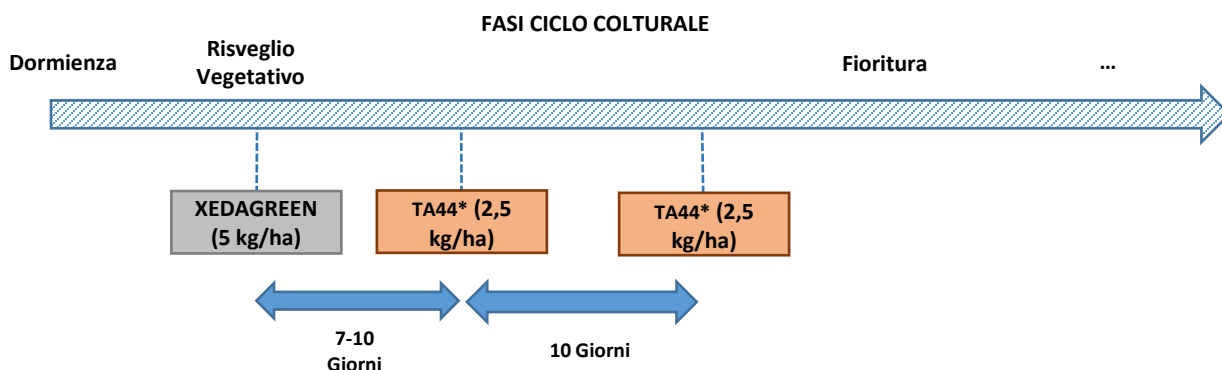 FASI CICLO COLTURALE
Dormienza
Risveglio
Vegetativo
Fioritura
...
XEDAGREEN
(5 kg/ha)
TA44* (2,5
kg/ha)
TA44* (2,5
kg/ha)
7-10
Giorni
10 Giorni